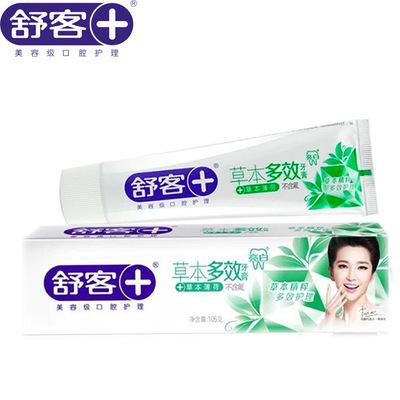 舒客+®
美容级口腔护理
舒客+®
美容级口腔护理
草本多效牙膏
+草本薄荷 不含氟
亮白
草本精粹
多效护理
舒客+®
美容级口腔护理
草本多效牙膏
+草本薄荷 不含氟
亮白
草本精粹
多效护理
净含量:105克